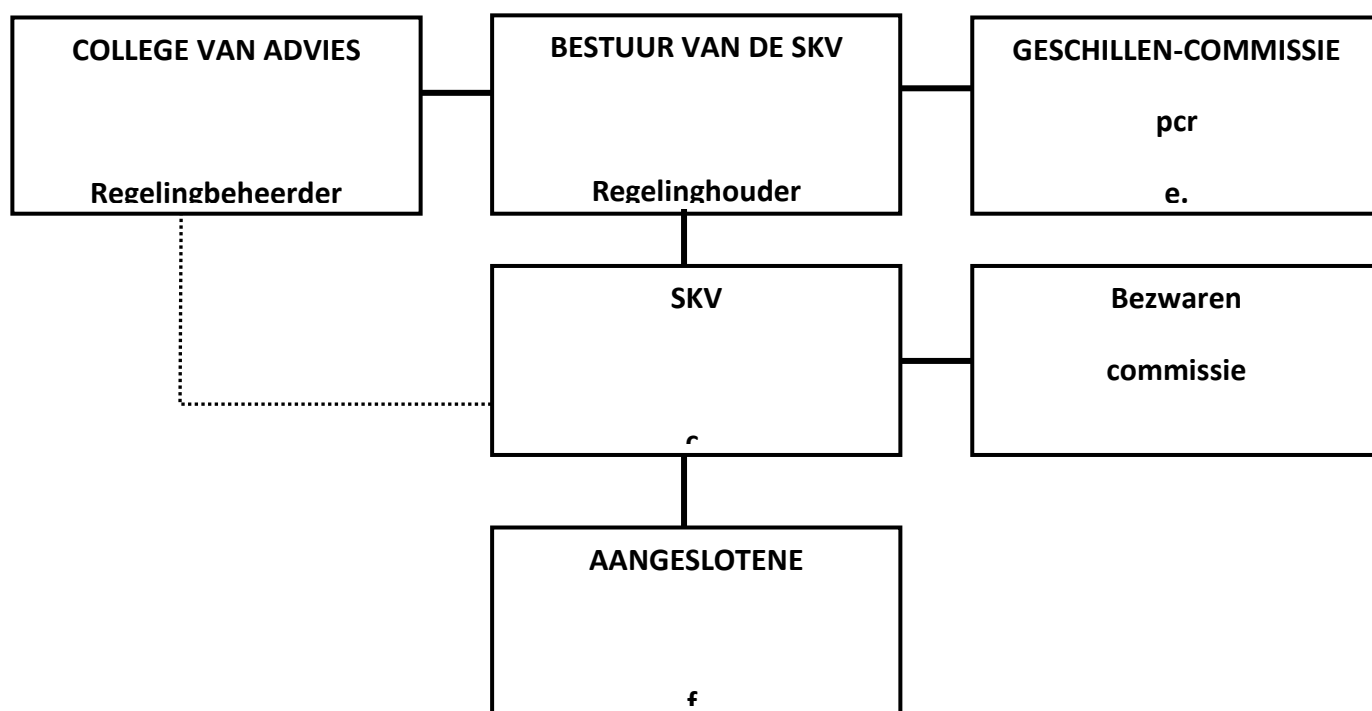 COLLEGE VAN ADVIES
Regelingbeheerder
BESTUUR VAN DE SKV
Regelinghouder
GESCHILLEN-COMMISSIE
pcr
e.
SKV
c
Bezwaren
commissie
AANGESLOTENE
f